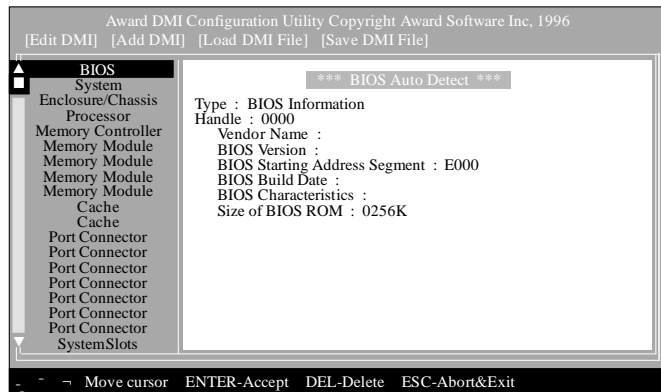 Award DMI Configuration Utility Copyright Award Software Inc, 1996
[Edit DMI] [Add DMI] [Load DMI File] [Save DMI File]
BIOS
System
Enclosure/Chassis
Processor
Memory Controller
Memory Module
Memory Module
Memory Module
Memory Module
Cache
Cache
Port Connector
Port Connector
Port Connector
Port Connector
Port Connector
Port Connector
Port Connector
SystemSlots
*** BIOS Auto Detect ***
Type : BIOS Information
Handle : 0000
Vendor Name :
BIOS Version :
BIOS Starting Address Segment : E000
BIOS Build Date :
BIOS Characteristics :
Size of BIOS ROM : 0256K
- - ¬ Move cursor ENTER-Accept DEL-Delete ESC-Abort&Exit